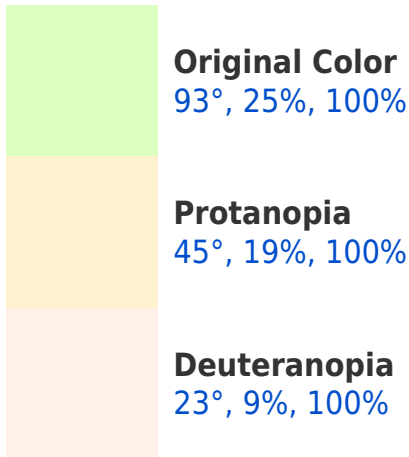 Original Color
93°, 25%, 100%
Protanopia
45°, 19%, 100%
Deuteranopia
23°, 9%, 100%